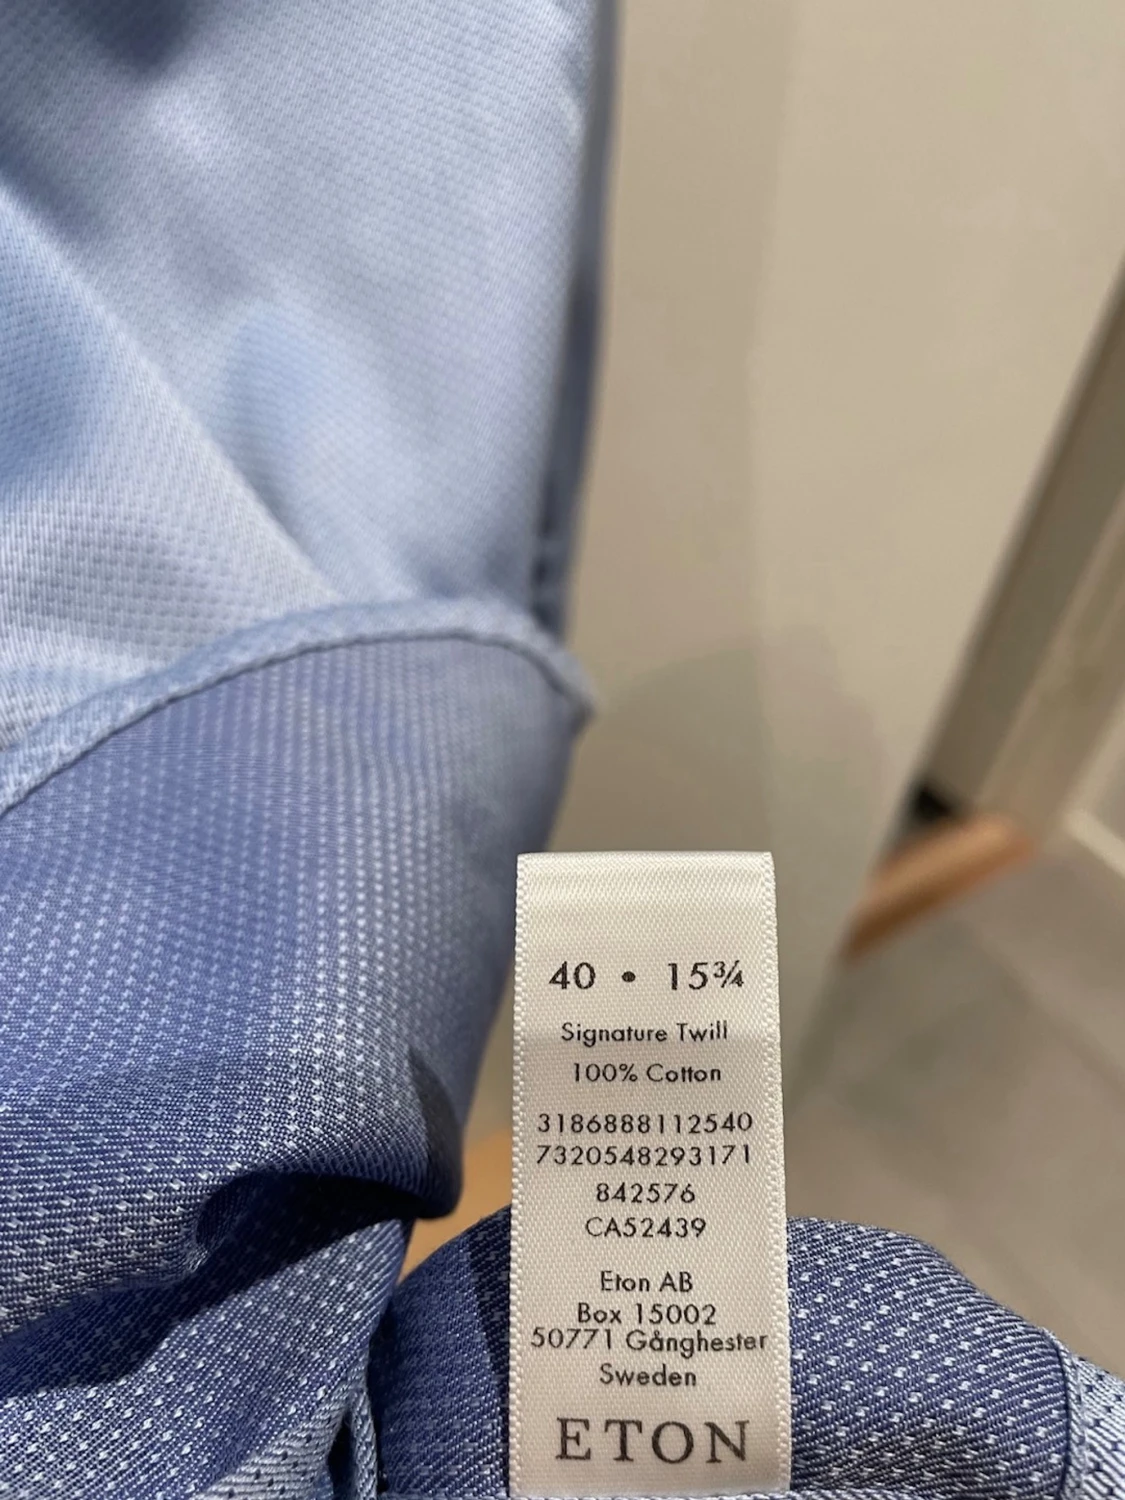 40 • 15¾
Signature Twill
100% Cotton
3186888112540
7320548293171
842576
CA52439
Eton AB
Box 15002
50771 Gånghester
Sweden
ETON